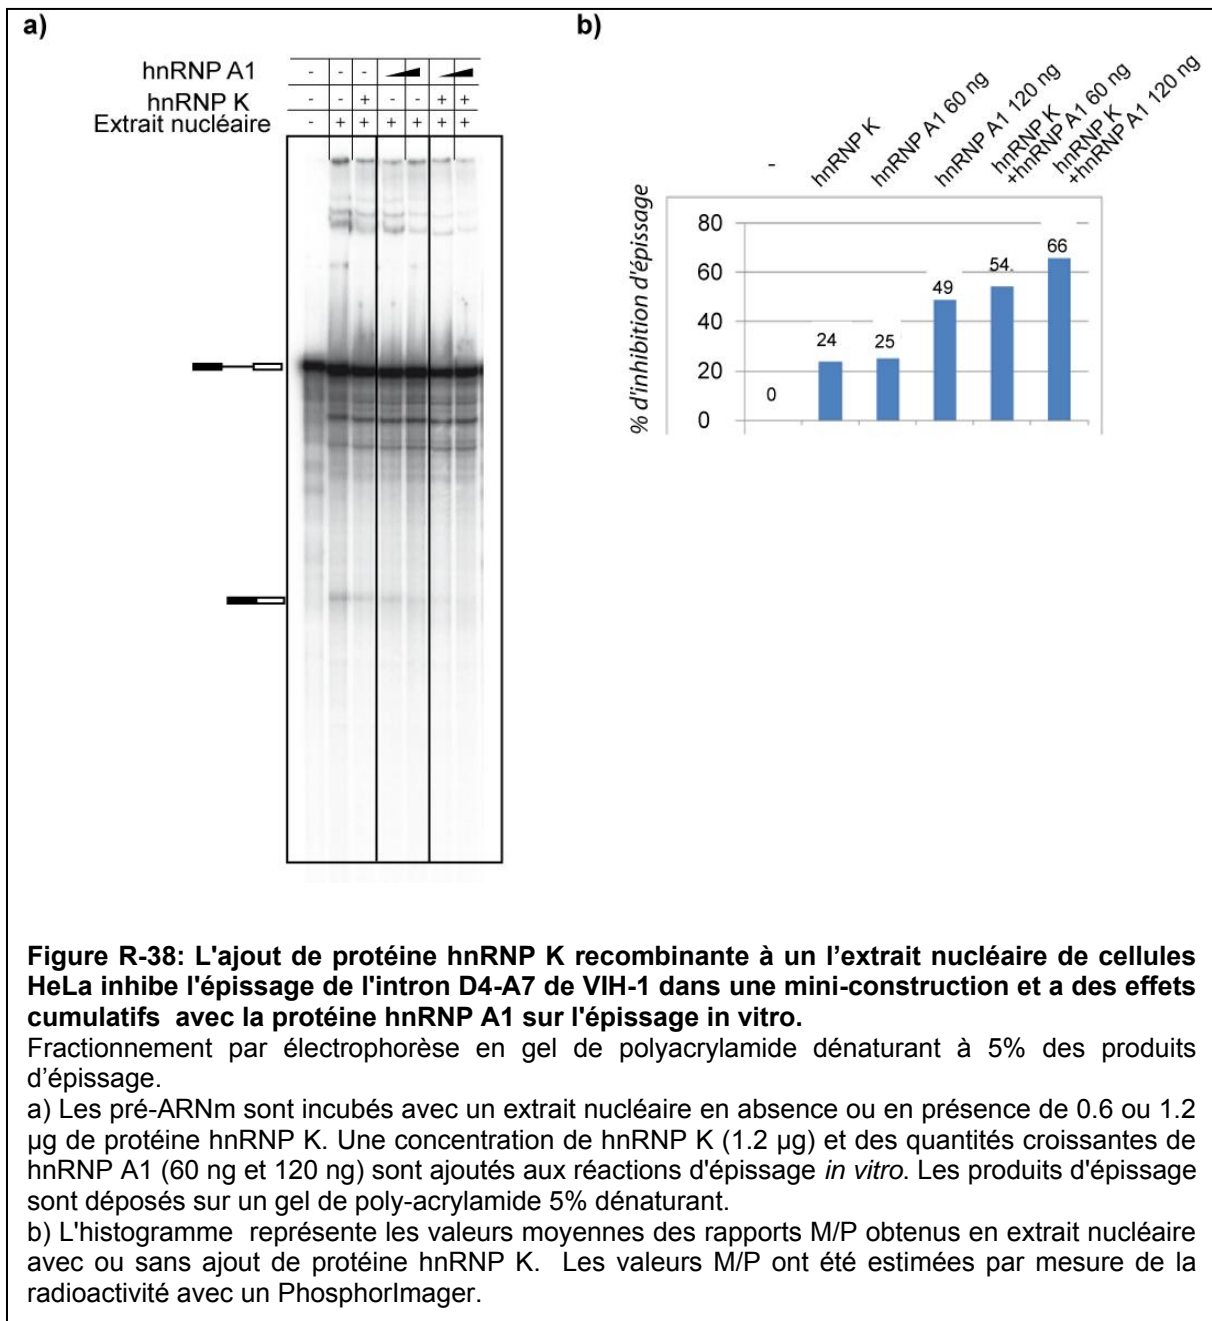 a)
hnRNP A1 - - -
hnRNP K - - + - - + +
Extrait nucléaire - + + + + + +
b)
-
hnRNP K
hnRNP A1 60 ng
hnRNP A1 120 ng
hnRNP K
+hnRNP A1 60 ng
hnRNP K
+hnRNP A1 120 ng
% d'inhibition d'épissage
80
60
40
20
0
0
24
25
49
54.
66
Figure R-38: L'ajout de protéine hnRNP K recombinante à un l’extrait nucléaire de cellules
HeLa inhibe l'épissage de l'intron D4-A7 de VIH-1 dans une mini-construction et a des effets
cumulatifs avec la protéine hnRNP A1 sur l'épissage in vitro.
Fractionnement par électrophorèse en gel de polyacrylamide dénaturant à 5% des produits
d’épissage.
a) Les pré-ARNm sont incubés avec un extrait nucléaire en absence ou en présence de 0.6 ou 1.2
µg de protéine hnRNP K. Une concentration de hnRNP K (1.2 µg) et des quantités croissantes de
hnRNP A1 (60 ng et 120 ng) sont ajoutés aux réactions d'épissage in vitro. Les produits d'épissage
sont déposés sur un gel de poly-acrylamide 5% dénaturant.
b) L'histogramme représente les valeurs moyennes des rapports M/P obtenus en extrait nucléaire
avec ou sans ajout de protéine hnRNP K. Les valeurs M/P ont été estimées par mesure de la
radioactivité avec un PhosphorImager.